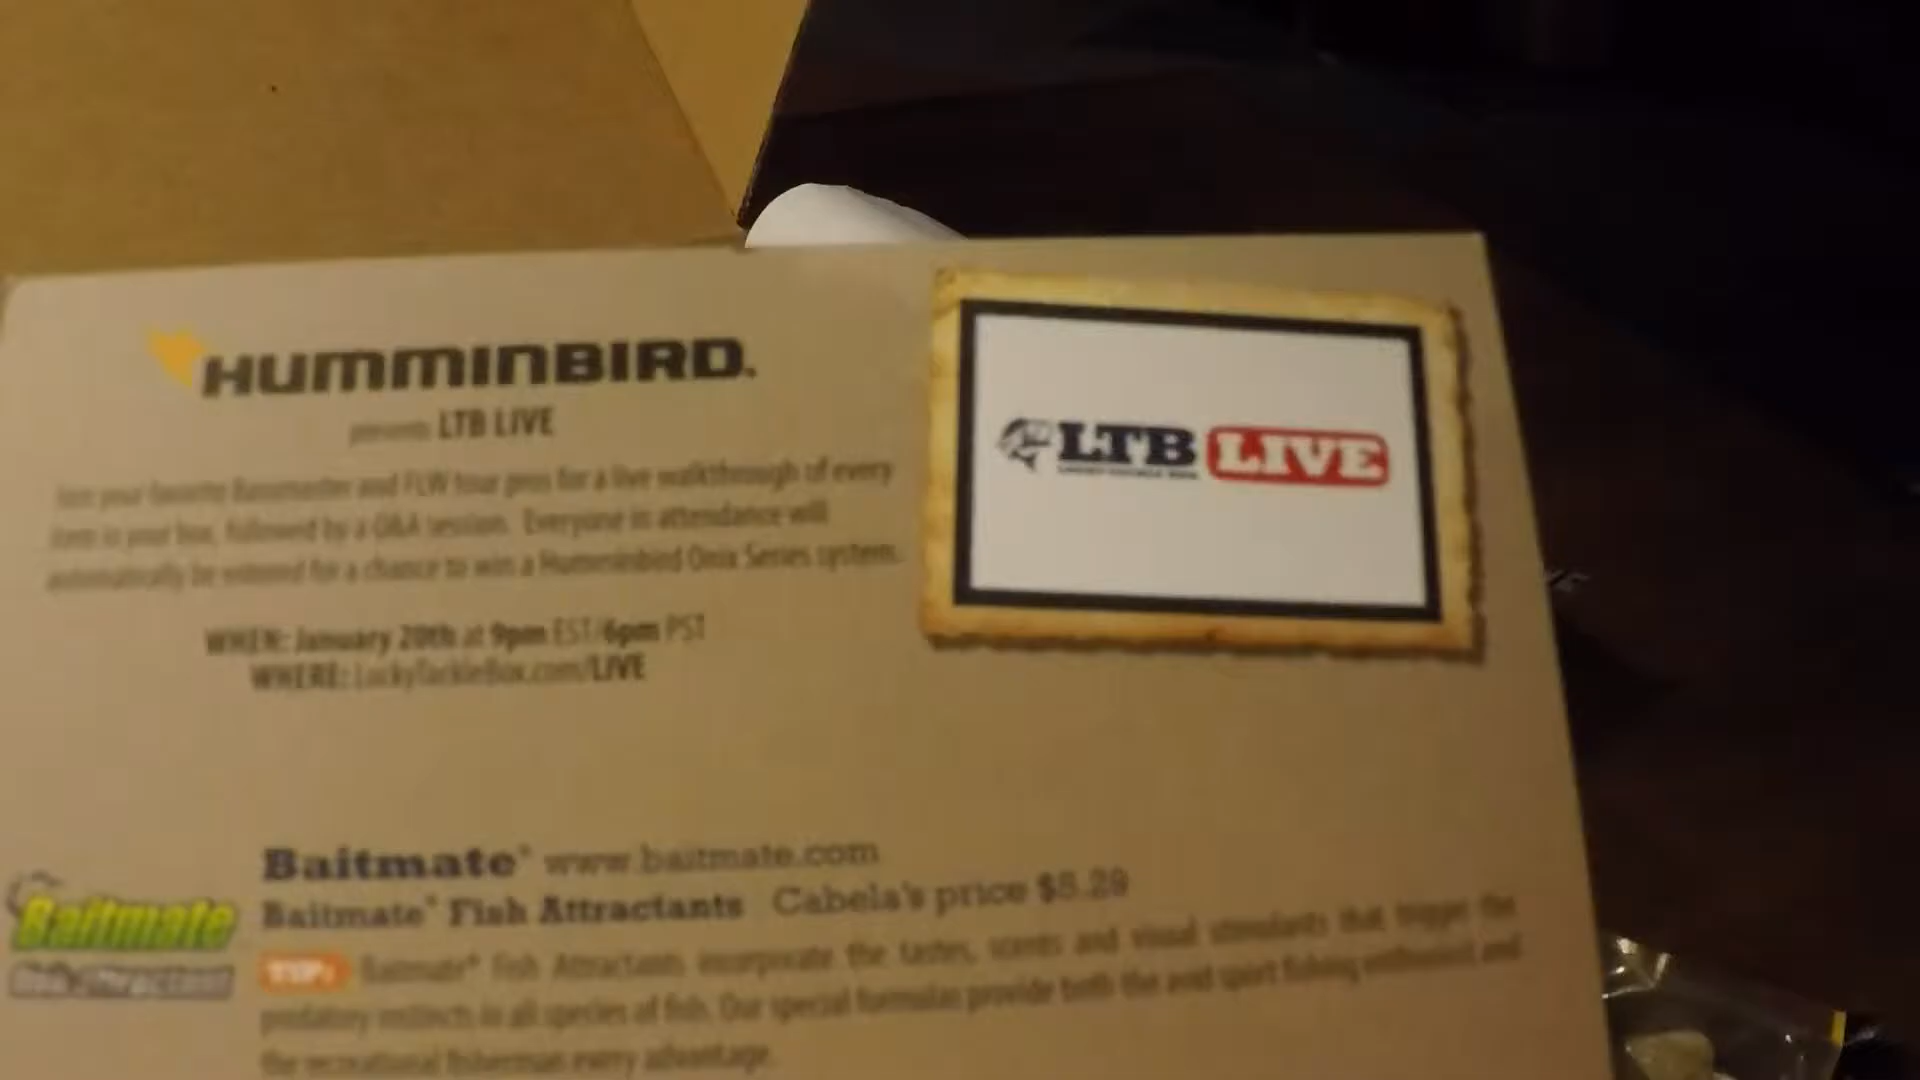 HUMMINBIRD.
presents LTB LIVE
Join your favorite Bassmaster and FLW tour pros for a live walkthrough of every
item in your box, followed by a Q&A session. Everyone in attendance will
automatically be entered for a chance to win a Humminbird Onix Series system.
WHEN: January 20th at 9pm EST/6pm PST
WHERE: LuckyTackleBox.com/LIVE
LTB LIVE
Baitmate® www.baitmate.com
Baitmate® Fish Attractants Cabela's price $5.29
Baitmate
Fish Attractant
TIP: Baitmate® Fish Attractants incorporate the tastes, scents and visual stimulants that trigger the
predatory instincts in all species of fish. Our special formulas provide both the avid sport fishing enthusiast and
the recreational fisherman every advantage.